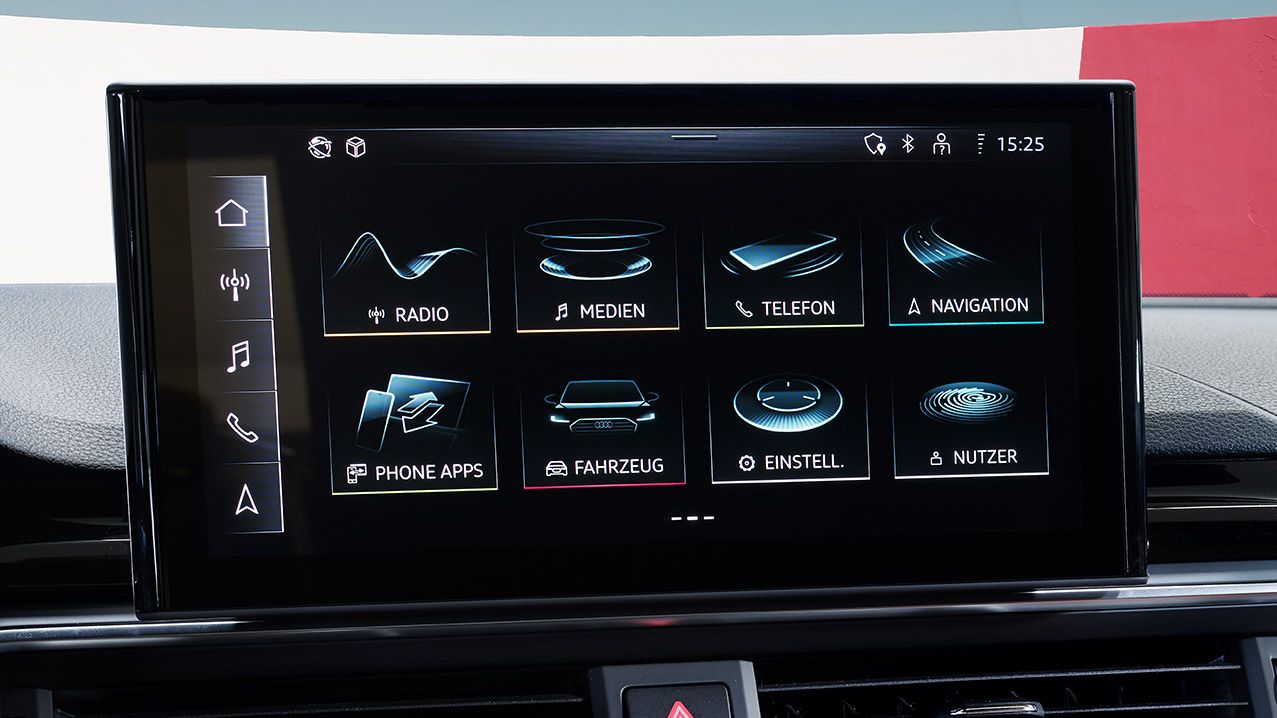 15:25
RADIO
MEDIEN
TELEFON
NAVIGATION
PHONE APPS
FAHRZEUG
EINSTELL.
NUTZER